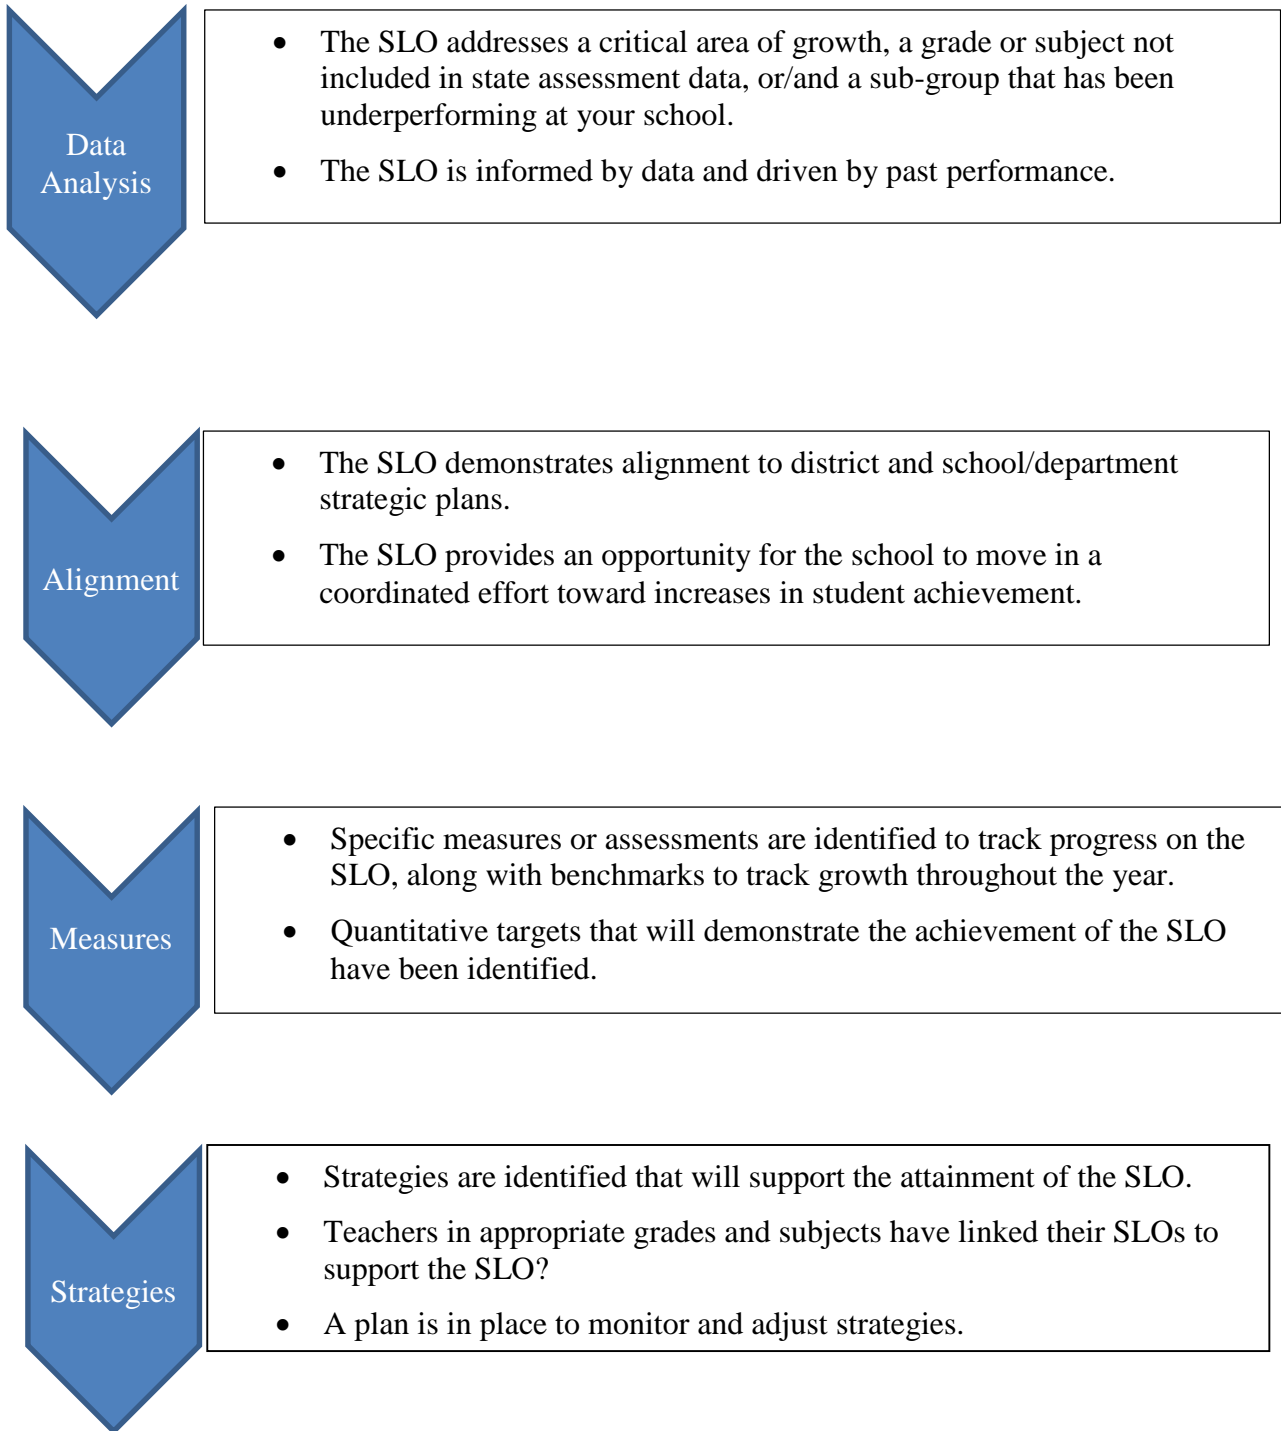 Data
Analysis
• The SLO addresses a critical area of growth, a grade or subject not
included in state assessment data, or/and a sub-group that has been
underperforming at your school.
• The SLO is informed by data and driven by past performance.
Alignment
• The SLO demonstrates alignment to district and school/department
strategic plans.
• The SLO provides an opportunity for the school to move in a
coordinated effort toward increases in student achievement.
Measures
• Specific measures or assessments are identified to track progress on the
SLO, along with benchmarks to track growth throughout the year.
• Quantitative targets that will demonstrate the achievement of the SLO
have been identified.
Strategies
• Strategies are identified that will support the attainment of the SLO.
• Teachers in appropriate grades and subjects have linked their SLOs to
support the SLO?
• A plan is in place to monitor and adjust strategies.